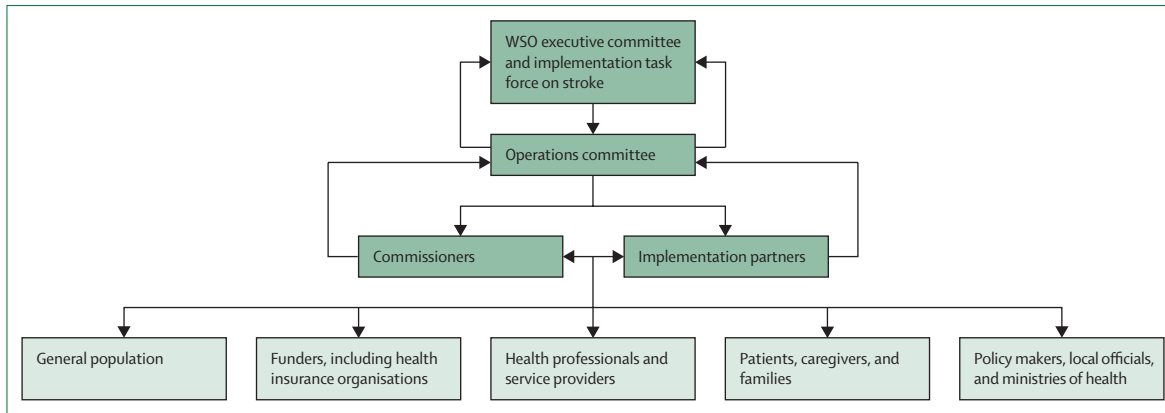 WSO executive committee
and implementation task
force on stroke
Operations committee
Commissioners
Implementation partners
General population
Funders, including health
insurance organisations
Health professionals and
service providers
Patients, caregivers, and
families
Policy makers, local officials,
and ministries of health